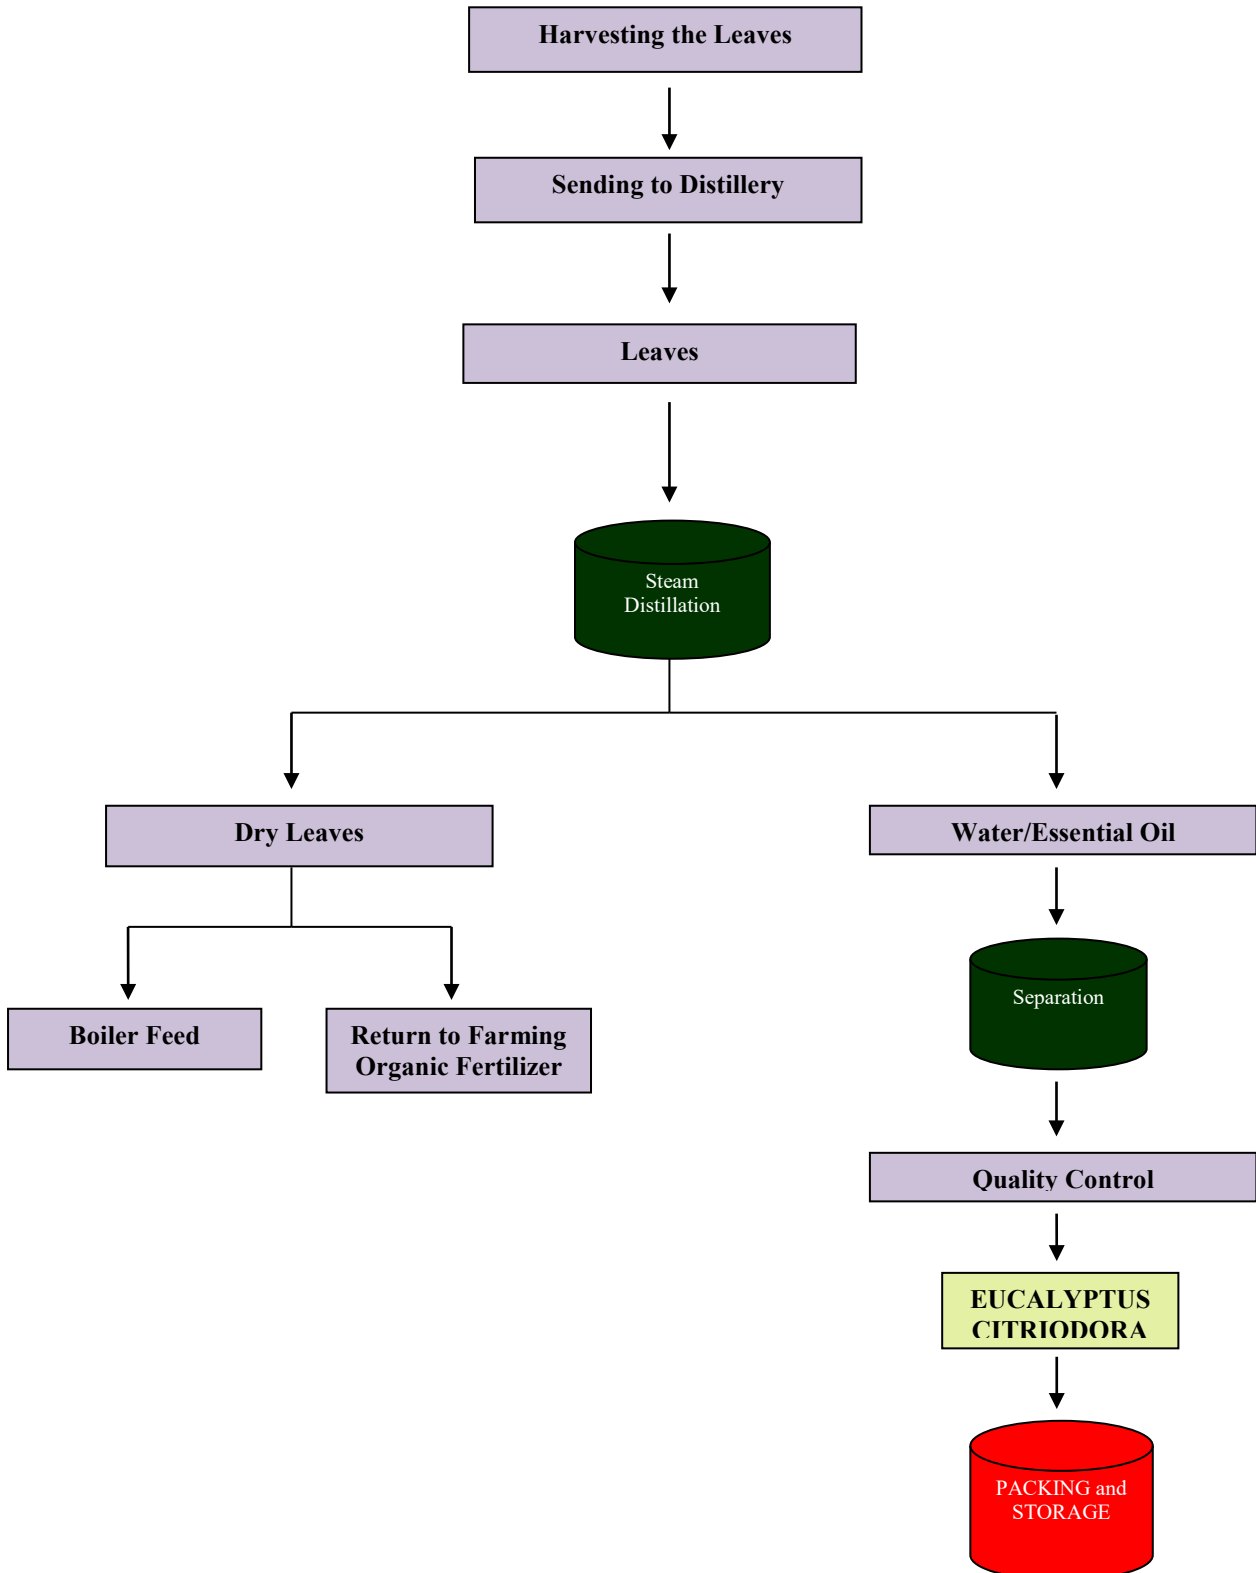 Harvesting the Leaves
Sending to Distillery
Leaves
Steam
Distillation
Dry Leaves
Water/Essential Oil
Separation
Boiler Feed
Return to Farming
Organic Fertilizer
Quality Control
EUCALYPTUS
CITRIODORA
PACKING and
STORAGE